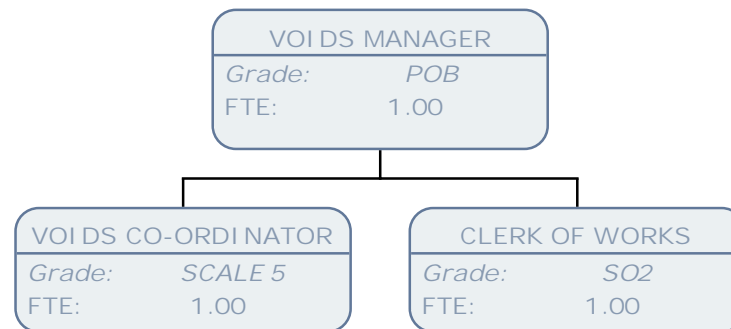 VOIDS MANAGER
Grade: POB
FTE: 1.00
VOIDS CO-ORDINATOR
Grade: SCALE 5
FTE: 1.00
CLERK OF WORKS
Grade: SO2
FTE: 1.00